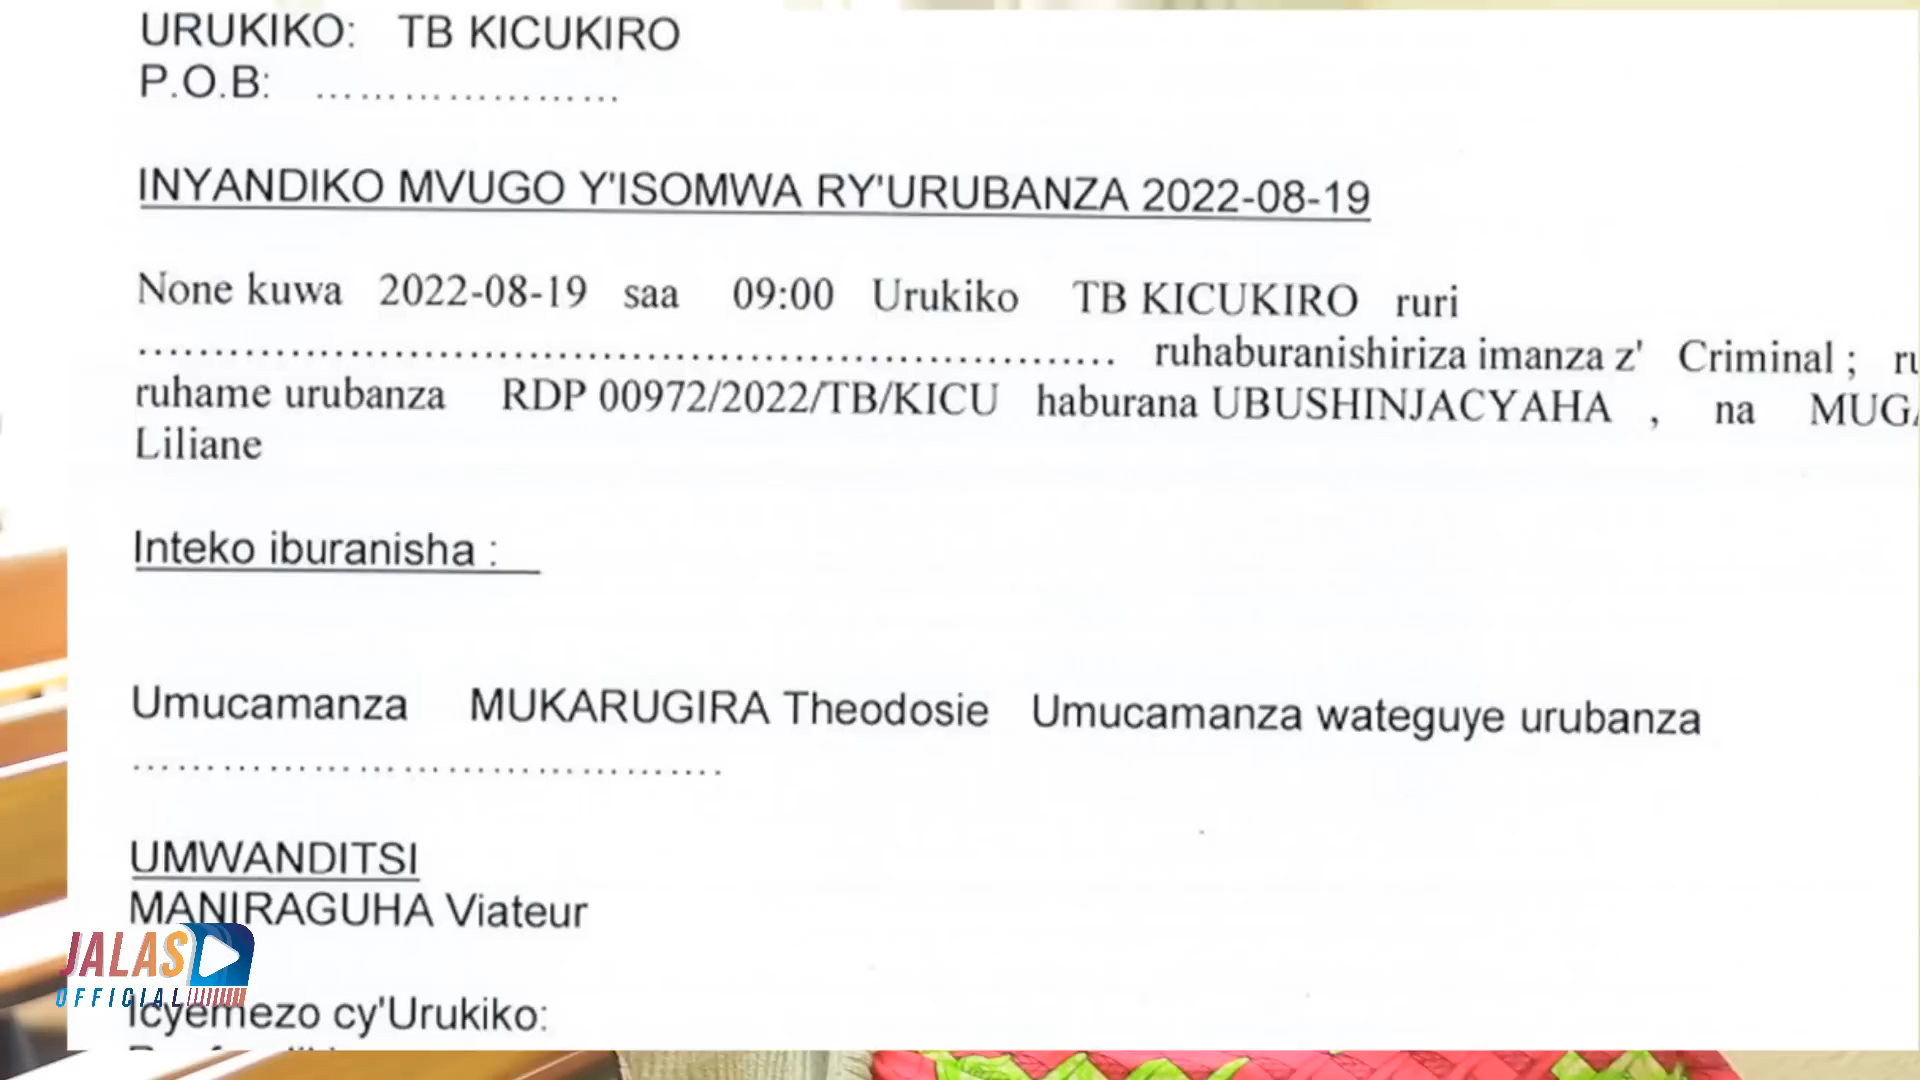 URUKIKO: TB KICUKIRO
P.O.B: .....................
INYANDIKO MVUGO Y'ISOMWA RY'URUBANZA 2022-08-19
None kuwa 2022-08-19 saa 09:00 Urukiko TB KICUKIRO ruri
.................................................................. ruhaburanishiriza imanza z' Criminal ;
ruhame urubanza RDP 00972/2022/TB/KICU haburana UBUSHINJACYAHA , na
Liliane
Inteko iburanisha :
Umucamanza MUKARUGIRA Theodosie Umucamanza wateguye urubanza
........................................
UMWANDITSI
MANIRAGUHA Viateur
JALAS
OFFICIAL
Icyemezo cy'Urukiko: